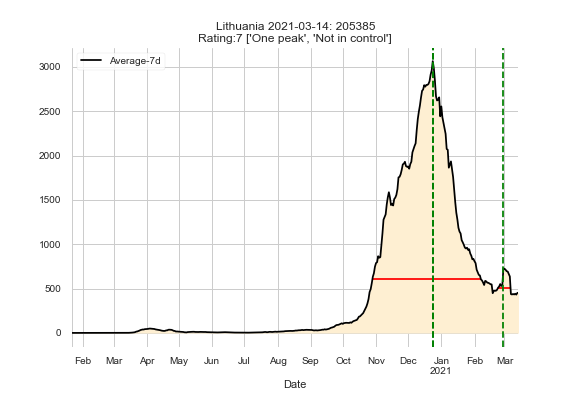 Lithuania 2021-03-14: 205385
Rating:7 ['One peak', 'Not in control']
Average-7d
3000
2500
2000
1500
1000
500
0
Feb Mar Apr May Jun Jul Aug Sep Oct Nov Dec Jan Feb Mar
2021
Date